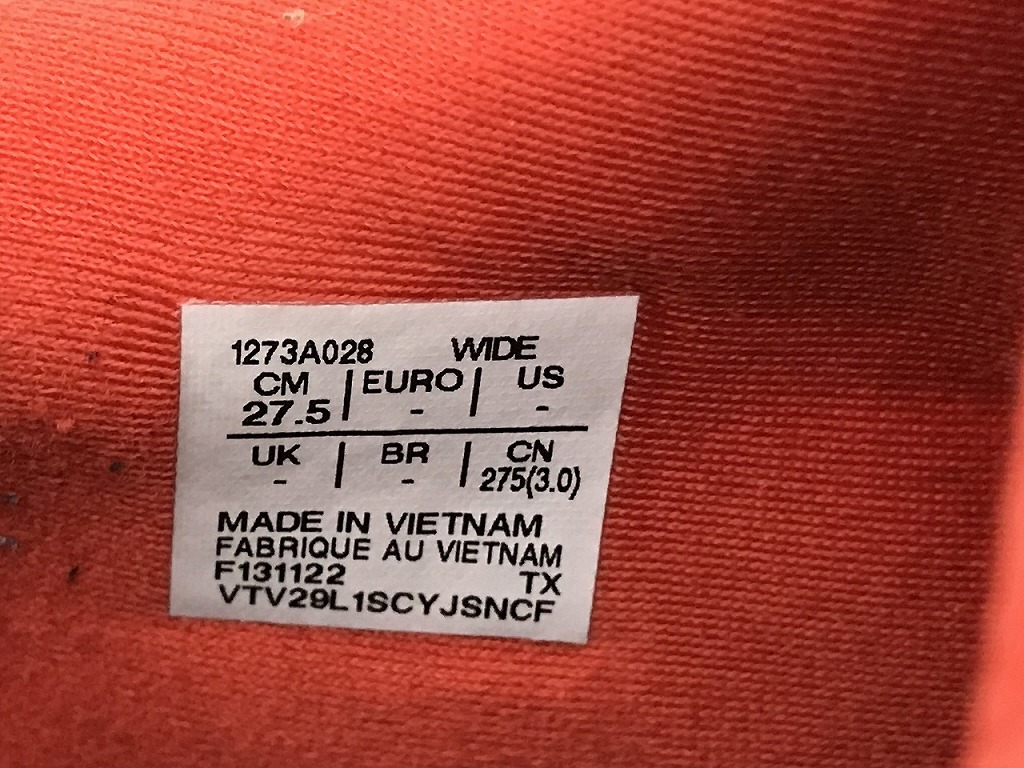 1273A028 WIDE
CM | EURO | US
27.5 - -
UK | BR | CN
- - 275(3.0)
MADE IN VIETNAM
FABRIQUE AU VIETNAM
F131122 TX
VTV29L1SCYJSNCF